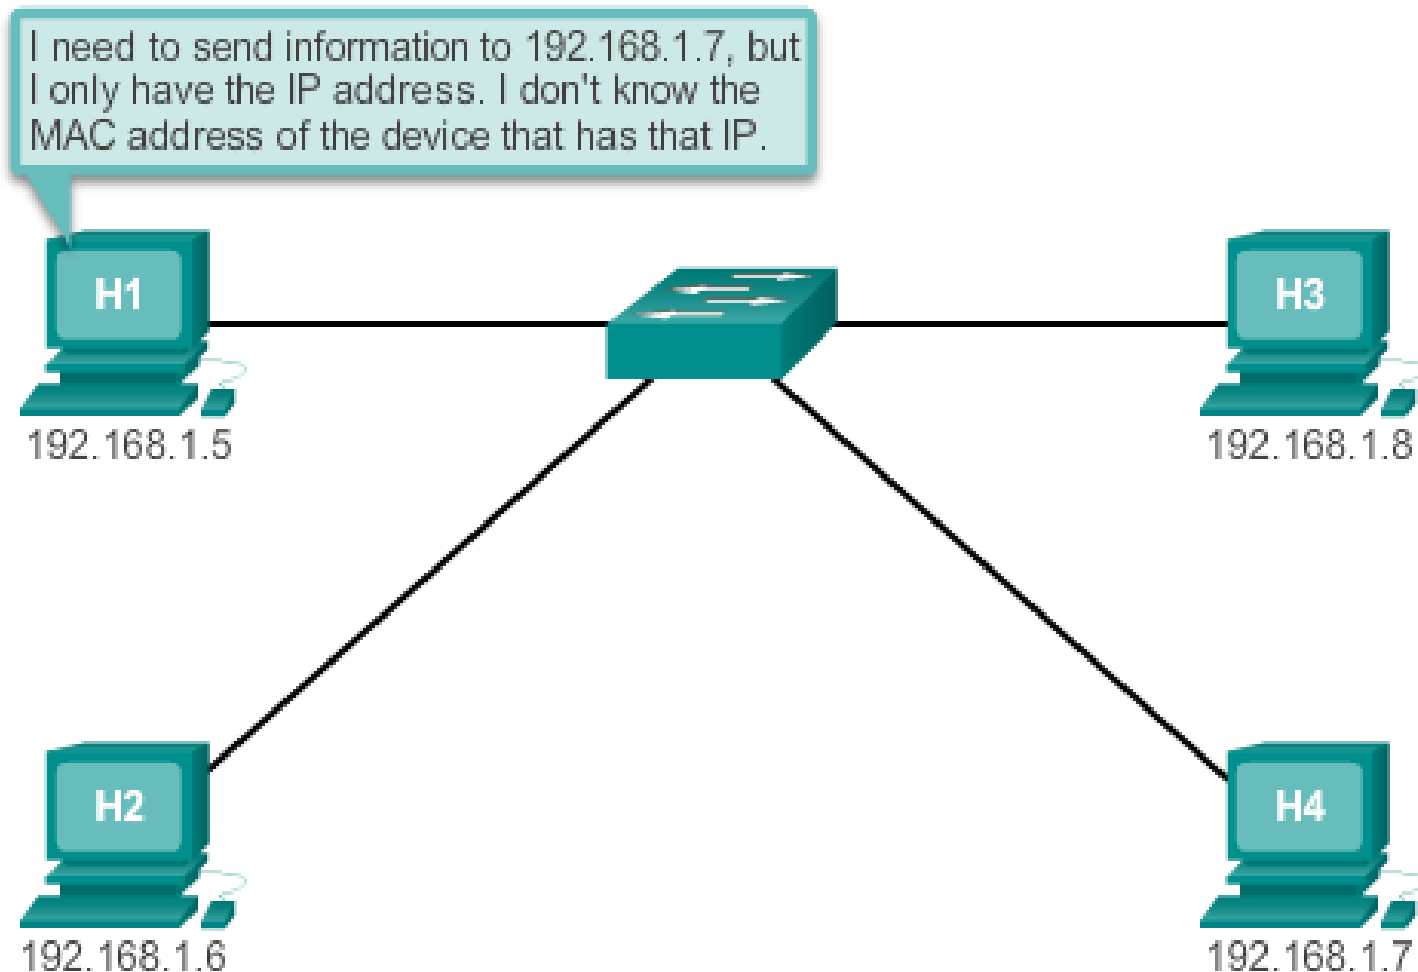 I need to send information to 192.168.1.7, but
I only have the IP address. I don't know the
MAC address of the device that has that IP.
H1
H3
192.168.1.5
192.168.1.8
H2
H4
192.168.1.6
192.168.1.7